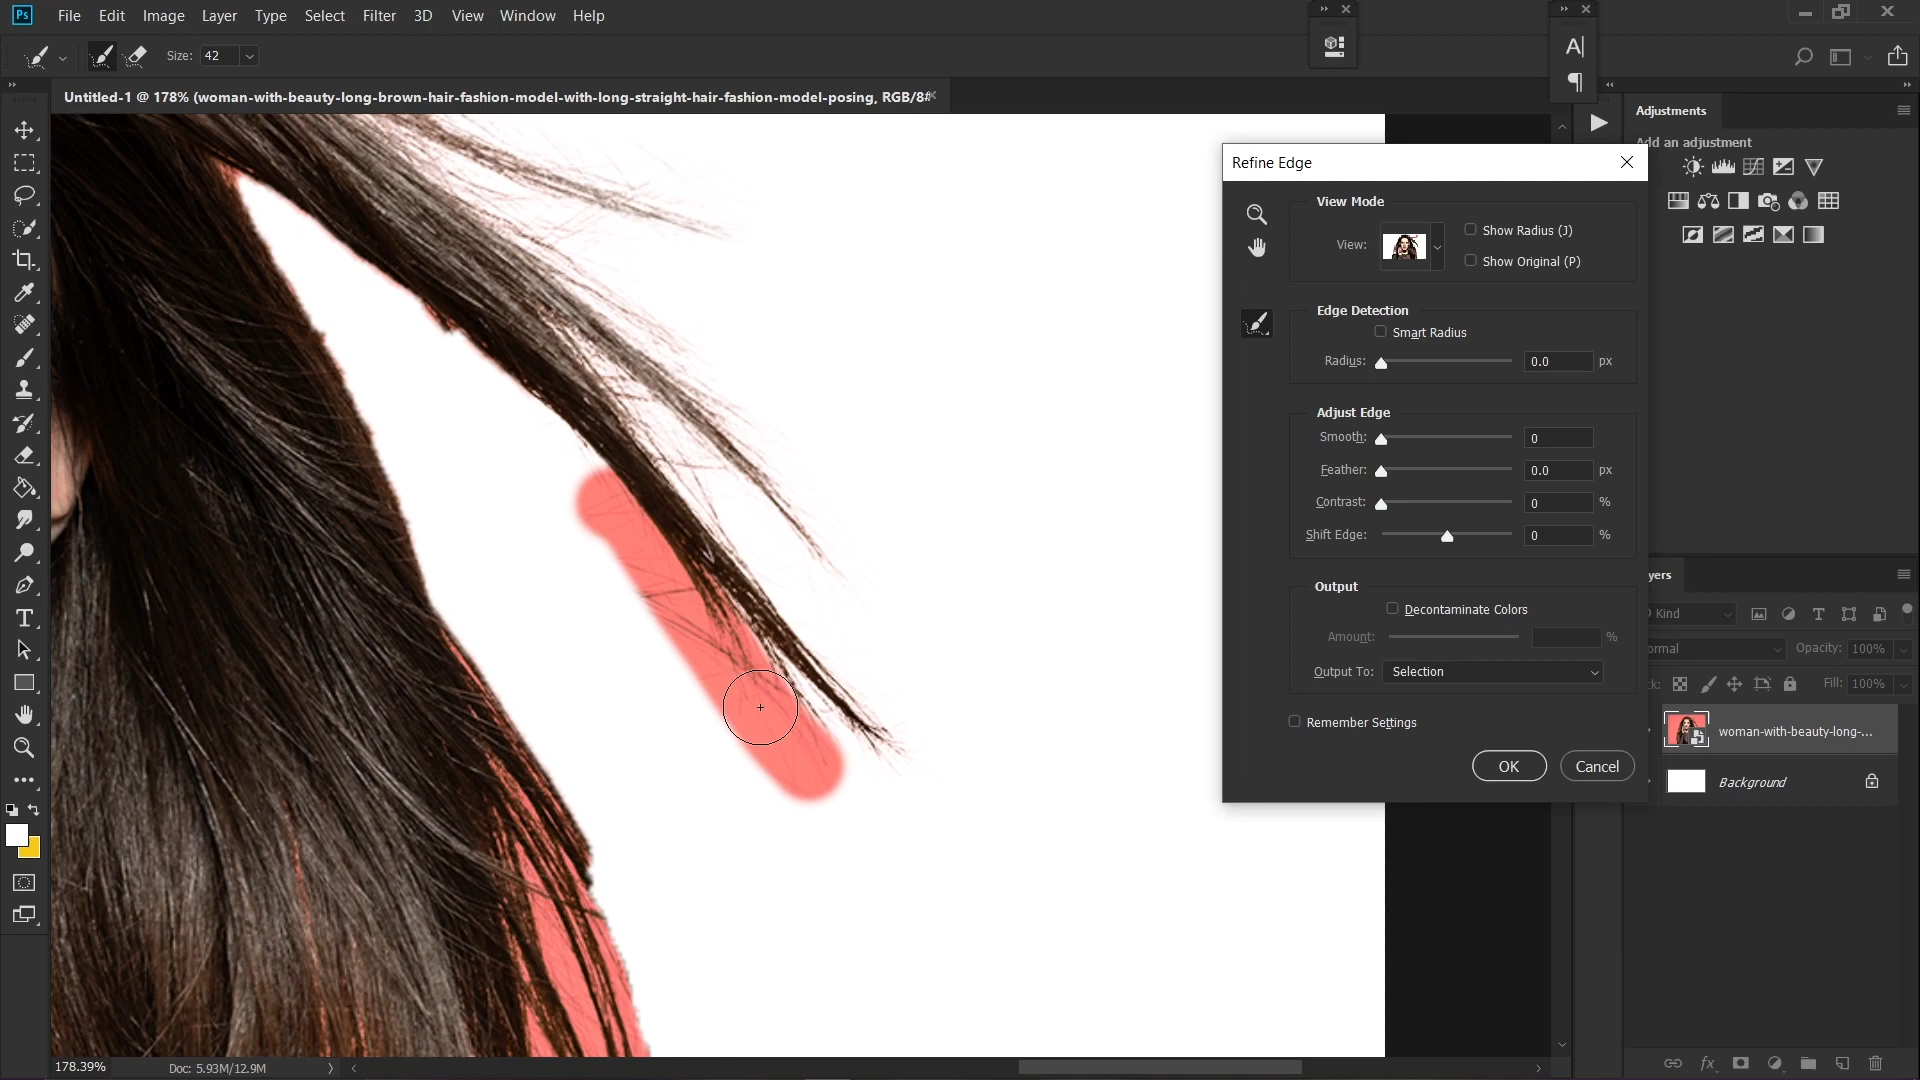 Ps File Edit Image Layer Type Select Filter 3D View Window Help
Size: 42
Untitled-1 @ 178% (woman-with-beauty-long-brown-hair-fashion-model-with-long-straight-hair-fashion-model-posing, RGB/8#
Adjustments
Add an adjustment
Refine Edge
View Mode
View:
Show Radius (J)
Show Original (P)
Edge Detection
Smart Radius
Radius: 0.0 px
Adjust Edge
Smooth: 0
Feather: 0.0 px
Contrast: 0 %
Shift Edge: 0 %
Output
Decontaminate Colors
Amount: %
Output To: Selection
Remember Settings
OK Cancel
yers
Kind
ormal Opacity: 100%
k: Fill: 100%
woman-with-beauty-long-...
Background
fx
178.39% Doc: 5.93M/12.9M